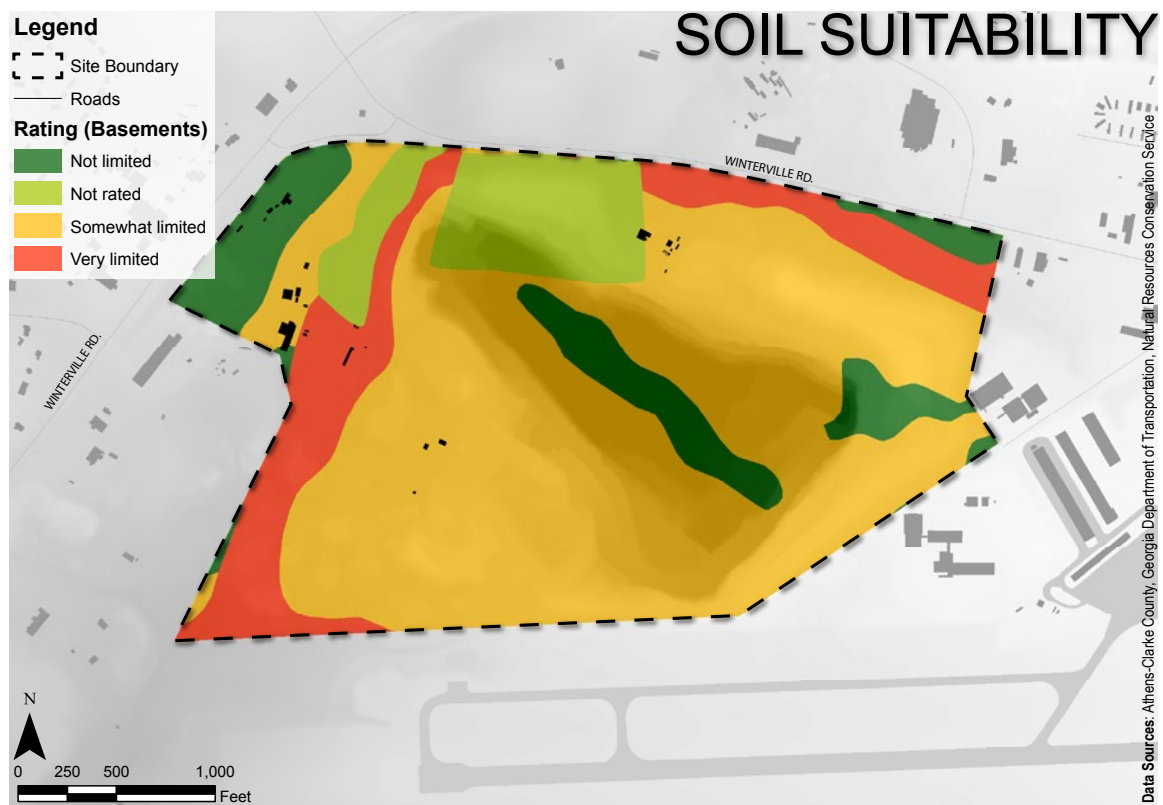 SOIL SUITABILITY
Legend
Site Boundary
Roads
Rating (Basements)
Not limited
Not rated
Somewhat limited
Very limited
WINTERVILLE RD.
WINTERVILLE RD.
N
0 250 500 1,000
Feet
Data Sources: Athens-Clarke County, Georgia Department of Transportation, Natural Resources Conservation Service